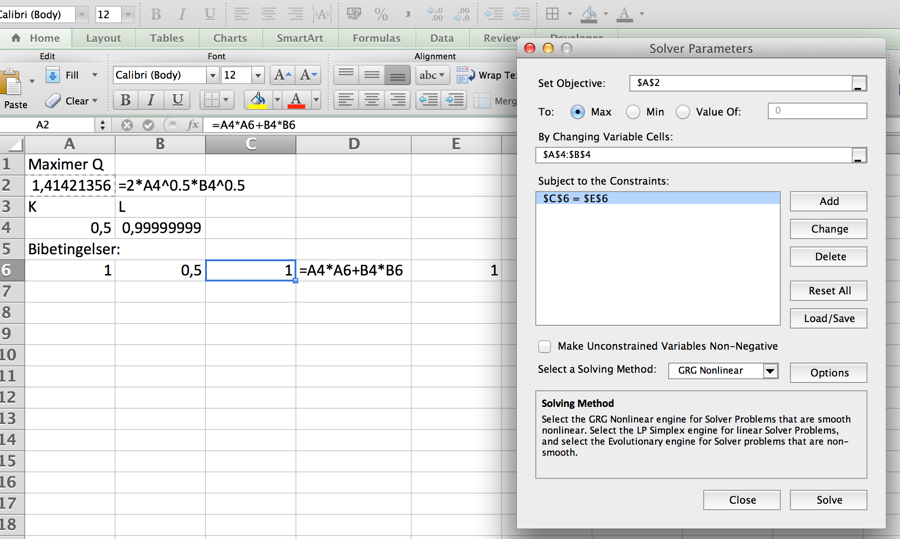 Calibri (Body) 12 B I U % , .0 .00 A
Home Layout Tables Charts SmartArt Formulas Data Review Developer
Edit Font Alignment
Fill Calibri (Body) 12 A A abc Wrap Te
Paste Clear B I U A Merg
A2 fx =A4*A6+B4*B6
A B C D E
1 Maximer Q
2 1,41421356 =2*A4^0.5*B4^0.5
3 K L
4 0,5 0,99999999
5 Bibetingelser:
6 1 0,5 1 =A4*A6+B4*B6 1
7
8
9
10
11
12
13
14
15
16
17
18
Solver Parameters
Set Objective: $A$2
To: Max Min Value Of: 0
By Changing Variable Cells:
$A$4:$B$4
Subject to the Constraints:
$C$6 = $E$6
Add
Change
Delete
Reset All
Load/Save
Make Unconstrained Variables Non-Negative
Select a Solving Method: GRG Nonlinear Options
Solving Method
Select the GRG Nonlinear engine for Solver Problems that are smooth
nonlinear. Select the LP Simplex engine for linear Solver Problems,
and select the Evolutionary engine for Solver problems that are non-
smooth.
Close Solve